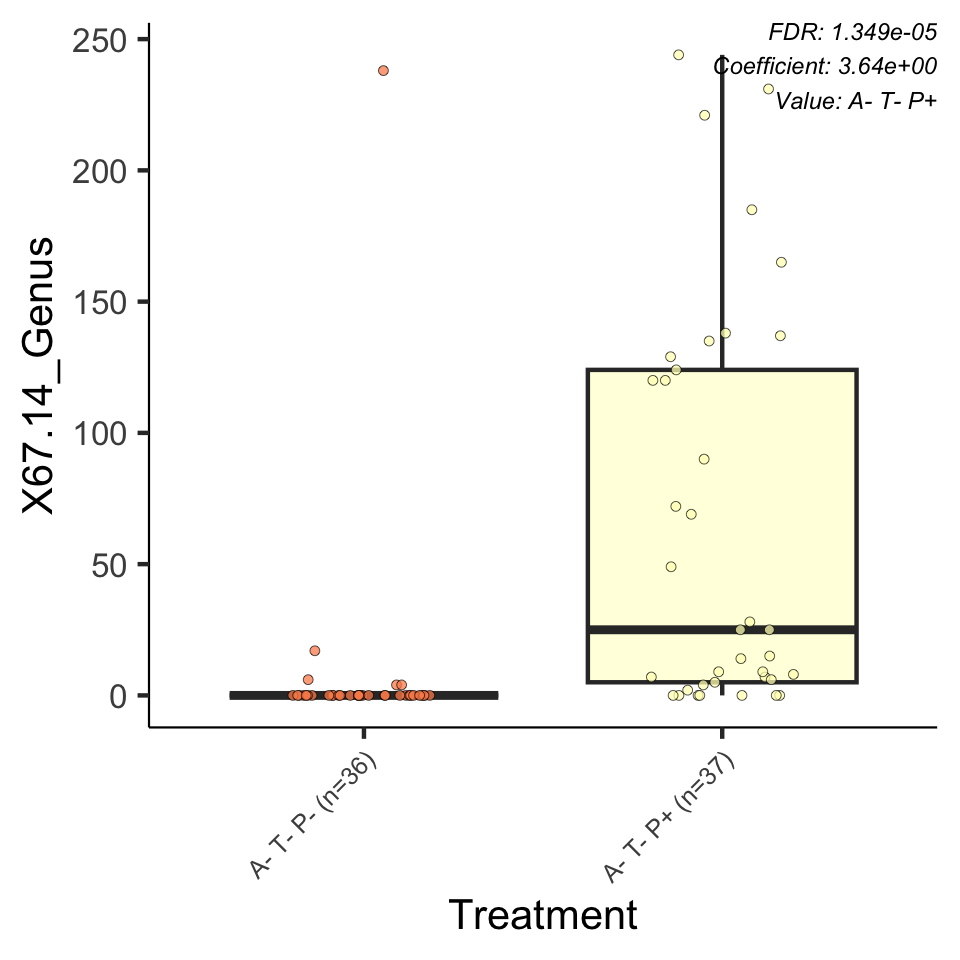 FDR: 1.349e-05
Coefficient: 3.64e+00
Value: A- T- P+
250
200
150
100
50
0
X67.14_Genus
A- T- P- (n=36)
A- T- P+ (n=37)
Treatment